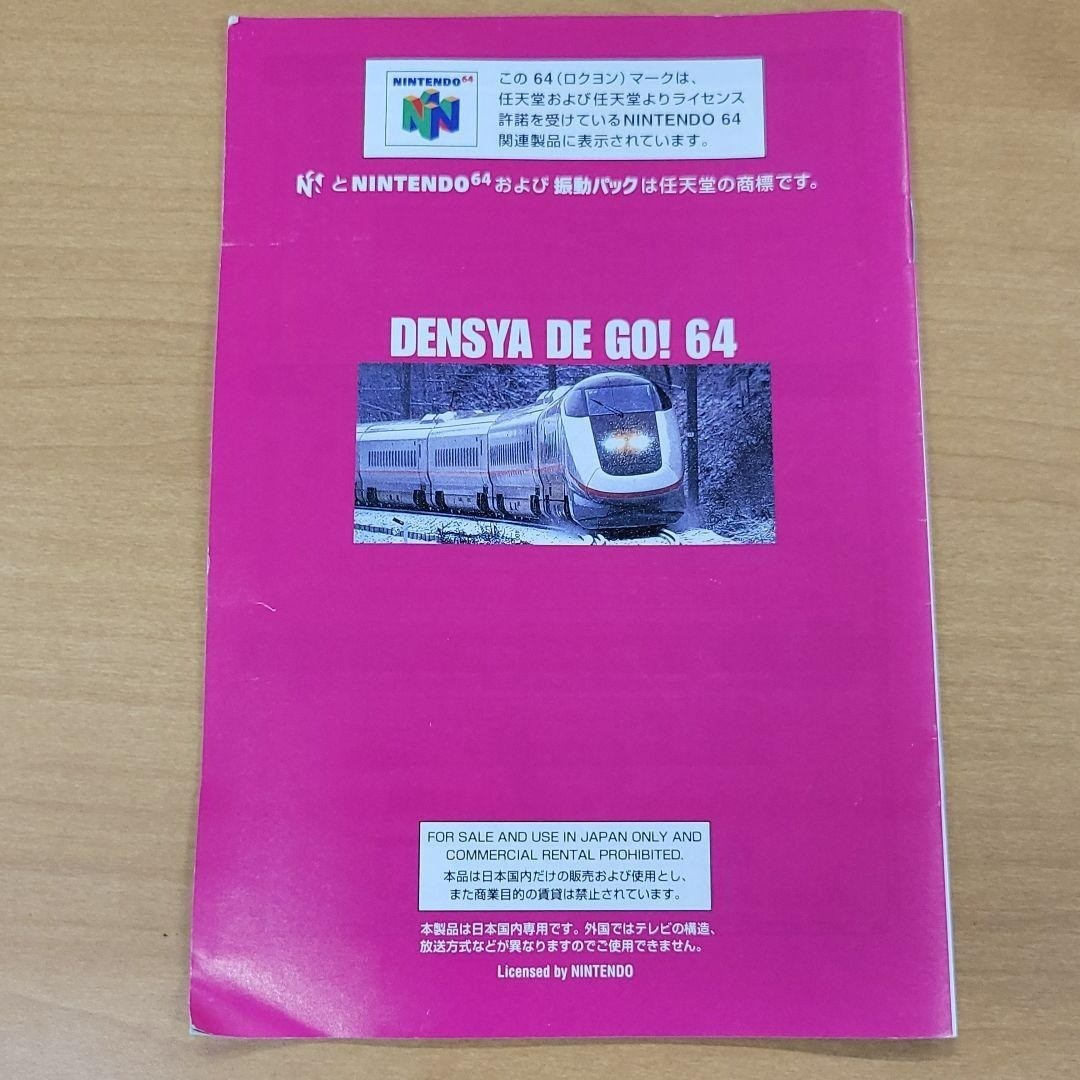 NINTENDO64
この 64(ロクヨン)マークは、
任天堂および任天堂よりライセンス
許諾を受けているNINTENDO 64
関連製品に表示されています。
とNINTENDO64および 振動パックは任天堂の商標です。
DENSYA DE GO! 64
FOR SALE AND USE IN JAPAN ONLY AND
COMMERCIAL RENTAL PROHIBITED.
本品は日本国内だけの販売および使用とし、
また商業目的の賃貸は禁止されています。
本製品は日本国内専用です。外国ではテレビの構造、
放送方式などが異なりますのでご使用できません。
Licensed by NINTENDO